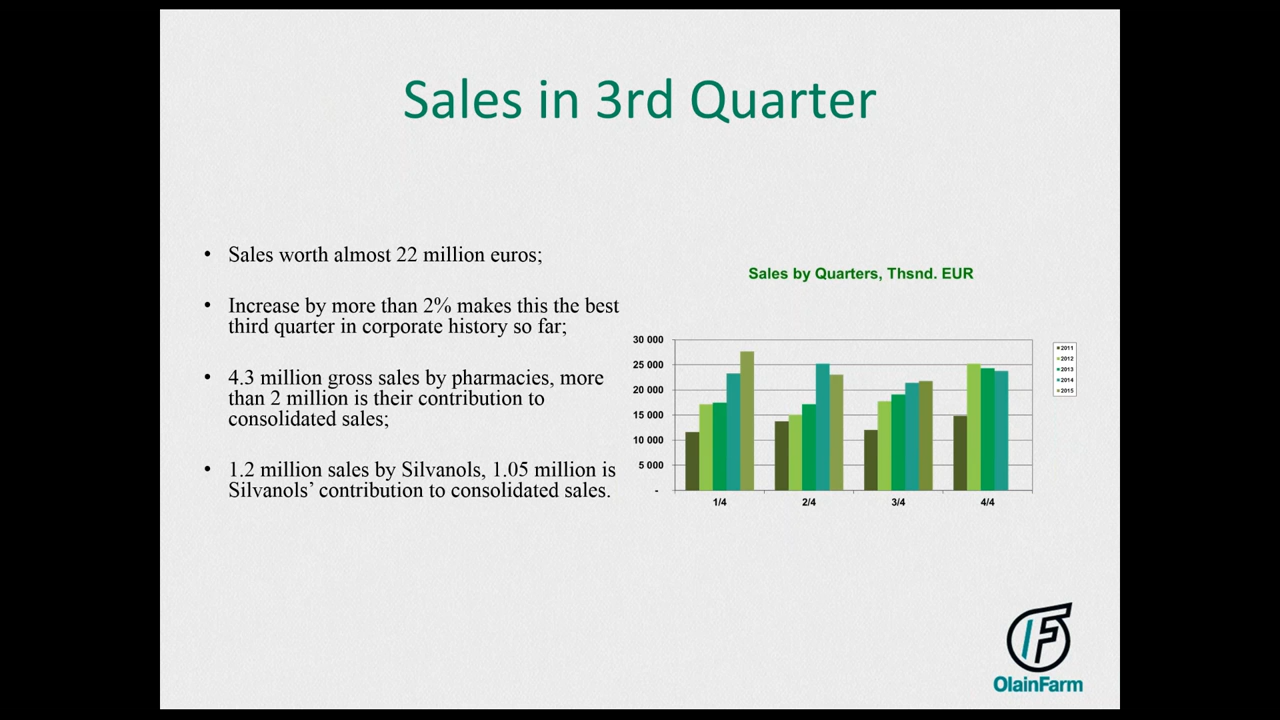 Sales in 3rd Quarter
• Sales worth almost 22 million euros;
• Increase by more than 2% makes this the best
third quarter in corporate history so far;
• 4.3 million gross sales by pharmacies, more
than 2 million is their contribution to
consolidated sales;
• 1.2 million sales by Silvanols, 1.05 million is
Silvanols’ contribution to consolidated sales.
Sales by Quarters, Thsnd. EUR
30 000
25 000
20 000
15 000
10 000
5 000
-
1/4 2/4 3/4 4/4
2011
2012
2013
2014
2015
OlainFarm